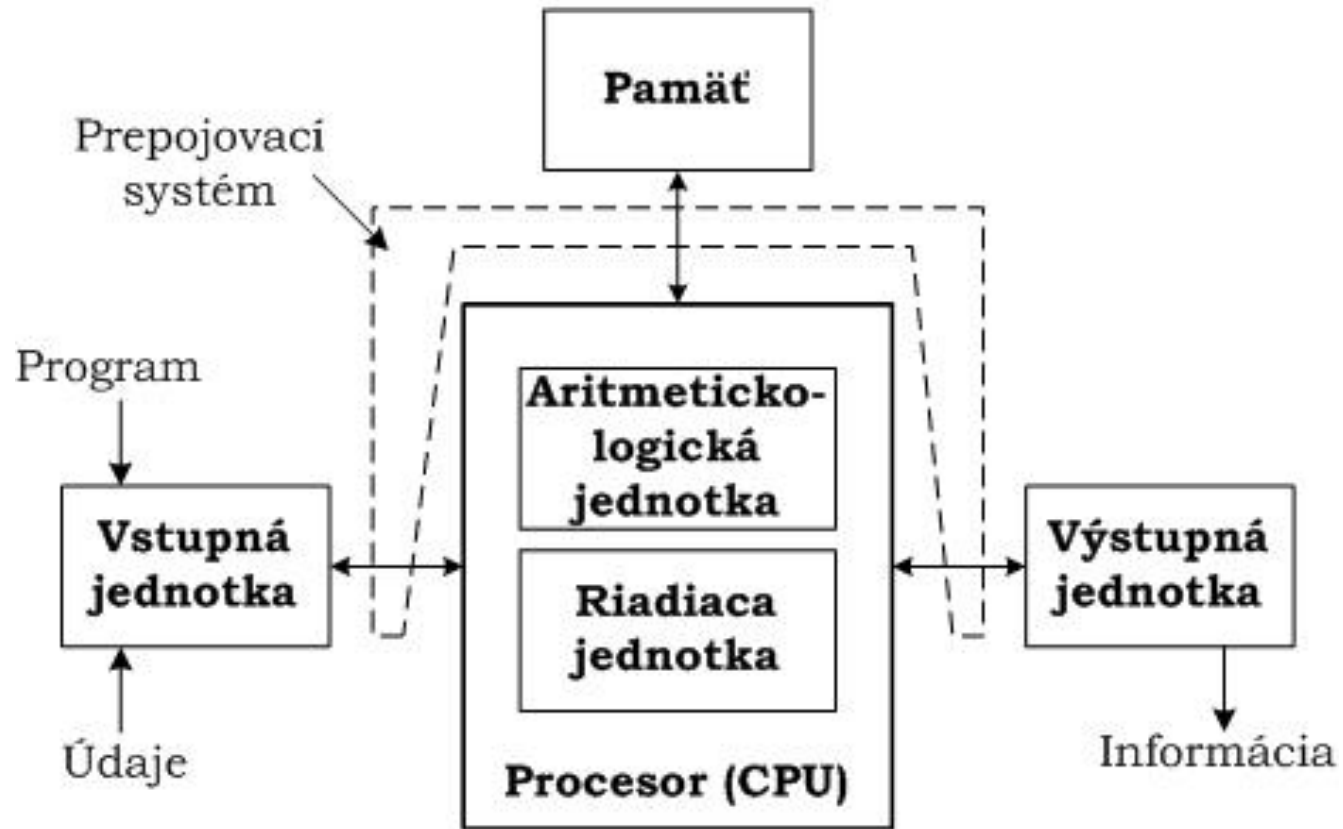 Pamäť
Prepojovací
systém
Program
Aritmeticko-
logická
jednotka
Vstupná
jednotka
Výstupná
jednotka
Riadiaca
jednotka
Údaje
Informácia
Procesor (CPU)